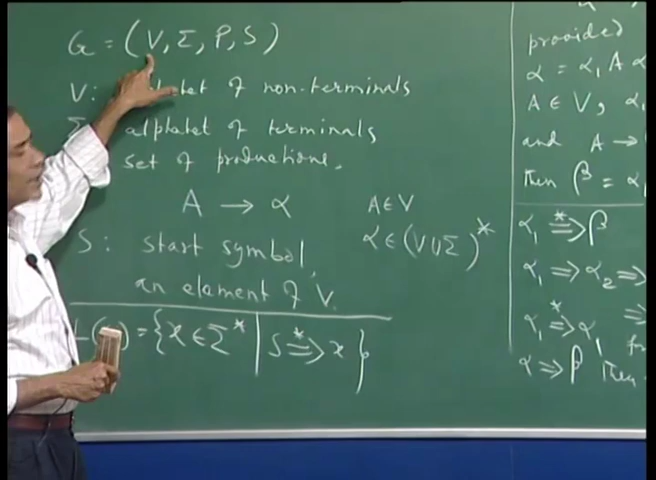 G = (V, Σ, P, S)
V: of non-terminals
alphabet of terminals
set of productions.
A → α A ∈ V
α ∈ (V ∪ Σ)*
S: start symbol,
an element of V.
= {x ∈ Σ* | S ⇒* x}
provided
α = α₁ A
A ∈ V,
and A →
Then β = α
α₁ ⇒* β
α₁ ⇒ α₂ ⇒
α₁ ⇒* α₁
α ⇒ β Then